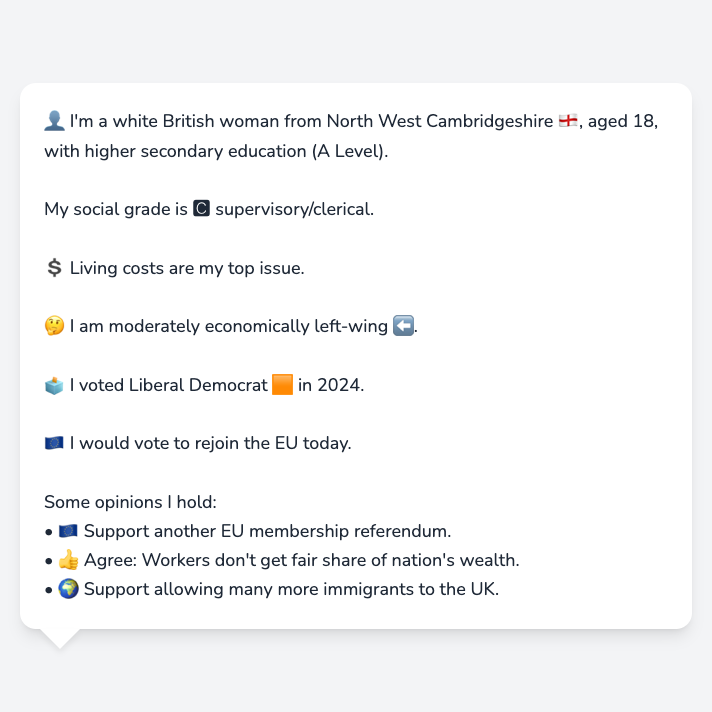 👤 I'm a white British woman from North West Cambridgeshire 🏴󠁧󠁢󠁥󠁮󠁧󠁿, aged 18,
with higher secondary education (A Level).
My social grade is 🅲 supervisory/clerical.
💲 Living costs are my top issue.
🤔 I am moderately economically left-wing ⬅️.
🗳️ I voted Liberal Democrat 🟧 in 2024.
🇪🇺 I would vote to rejoin the EU today.
Some opinions I hold:
• 🇪🇺 Support another EU membership referendum.
• 👍 Agree: Workers don't get fair share of nation's wealth.
• 🌍 Support allowing many more immigrants to the UK.